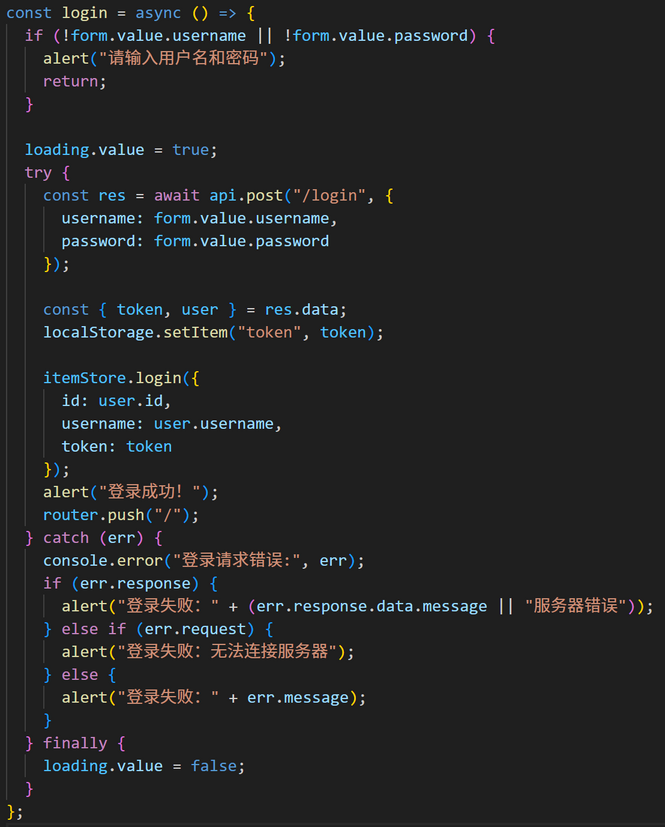 const login = async () => {
  if (!form.value.username || !form.value.password) {
    alert("请输入用户名和密码");
    return;
  }

  loading.value = true;
  try {
    const res = await api.post("/login", {
      username: form.value.username,
      password: form.value.password
    });

    const { token, user } = res.data;
    localStorage.setItem("token", token);

    itemStore.login({
      id: user.id,
      username: user.username,
      token: token
    });
    alert("登录成功！");
    router.push("/");
  } catch (err) {
    console.error("登录请求错误:", err);
    if (err.response) {
      alert("登录失败：" + (err.response.data.message || "服务器错误"));
    } else if (err.request) {
      alert("登录失败：无法连接服务器");
    } else {
      alert("登录失败：" + err.message);
    }
  } finally {
    loading.value = false;
  }
};